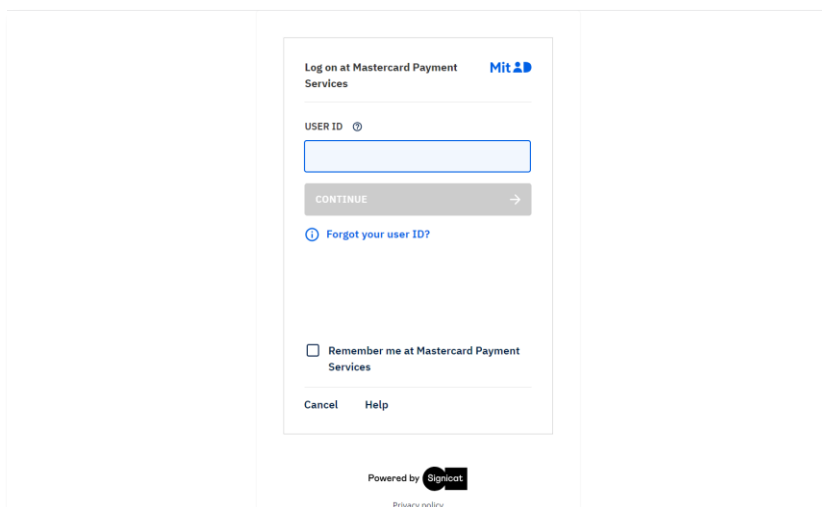 Log on at Mastercard Payment
Services
Mit
USER ID
CONTINUE
Forgot your user ID?
Remember me at Mastercard Payment
Services
Cancel Help
Powered by Signicat
Privacy policy